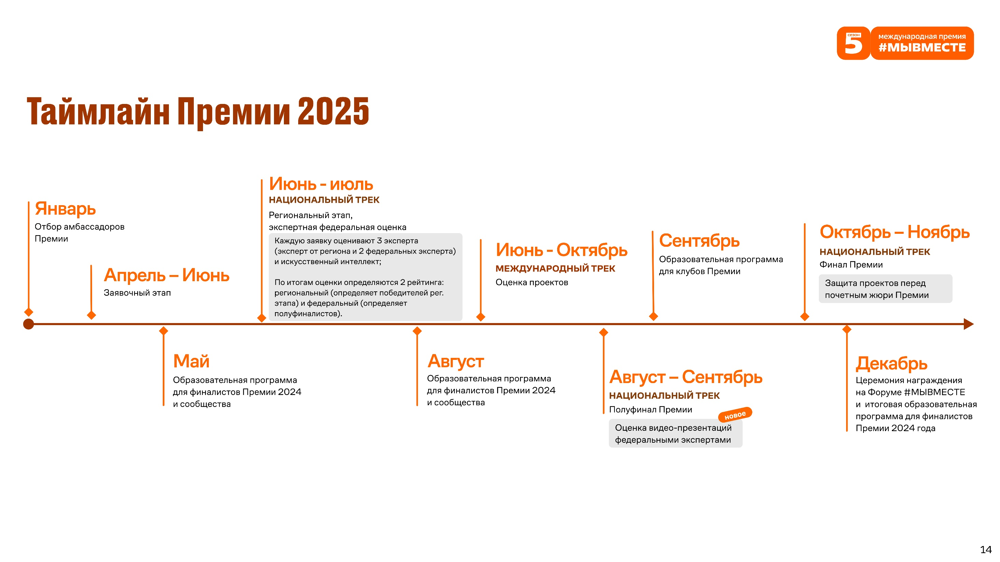 сезон
5
международная премия
#МЫВМЕСТЕ
Таймлайн Премии 2025
Январь
Отбор амбассадоров
Премии
Апрель – Июнь
Заявочный этап
Май
Образовательная программа
для финалистов Премии 2024
и сообщества
Июнь - июль
НАЦИОНАЛЬНЫЙ ТРЕК
Региональный этап,
экспертная федеральная оценка
Каждую заявку оценивают 3 эксперта
(эксперт от региона и 2 федеральных эксперта)
и искусственный интеллект;
По итогам оценки определяются 2 рейтинга:
региональный (определяет победителей рег.
этапа) и федеральный (определяет
полуфиналистов).
Август
Образовательная программа
для финалистов Премии 2024
и сообщества
Июнь - Октябрь
МЕЖДУНАРОДНЫЙ ТРЕК
Оценка проектов
Август – Сентябрь
НАЦИОНАЛЬНЫЙ ТРЕК
Полуфинал Премии
новое
Оценка видео-презентаций
федеральными экспертами
Сентябрь
Образовательная программа
для клубов Премии
Октябрь – Ноябрь
НАЦИОНАЛЬНЫЙ ТРЕК
Финал Премии
Защита проектов перед
почетным жюри Премии
Декабрь
Церемония награждения
на Форуме #МЫВМЕСТЕ
и итоговая образовательная
программа для финалистов
Премии 2024 года
14